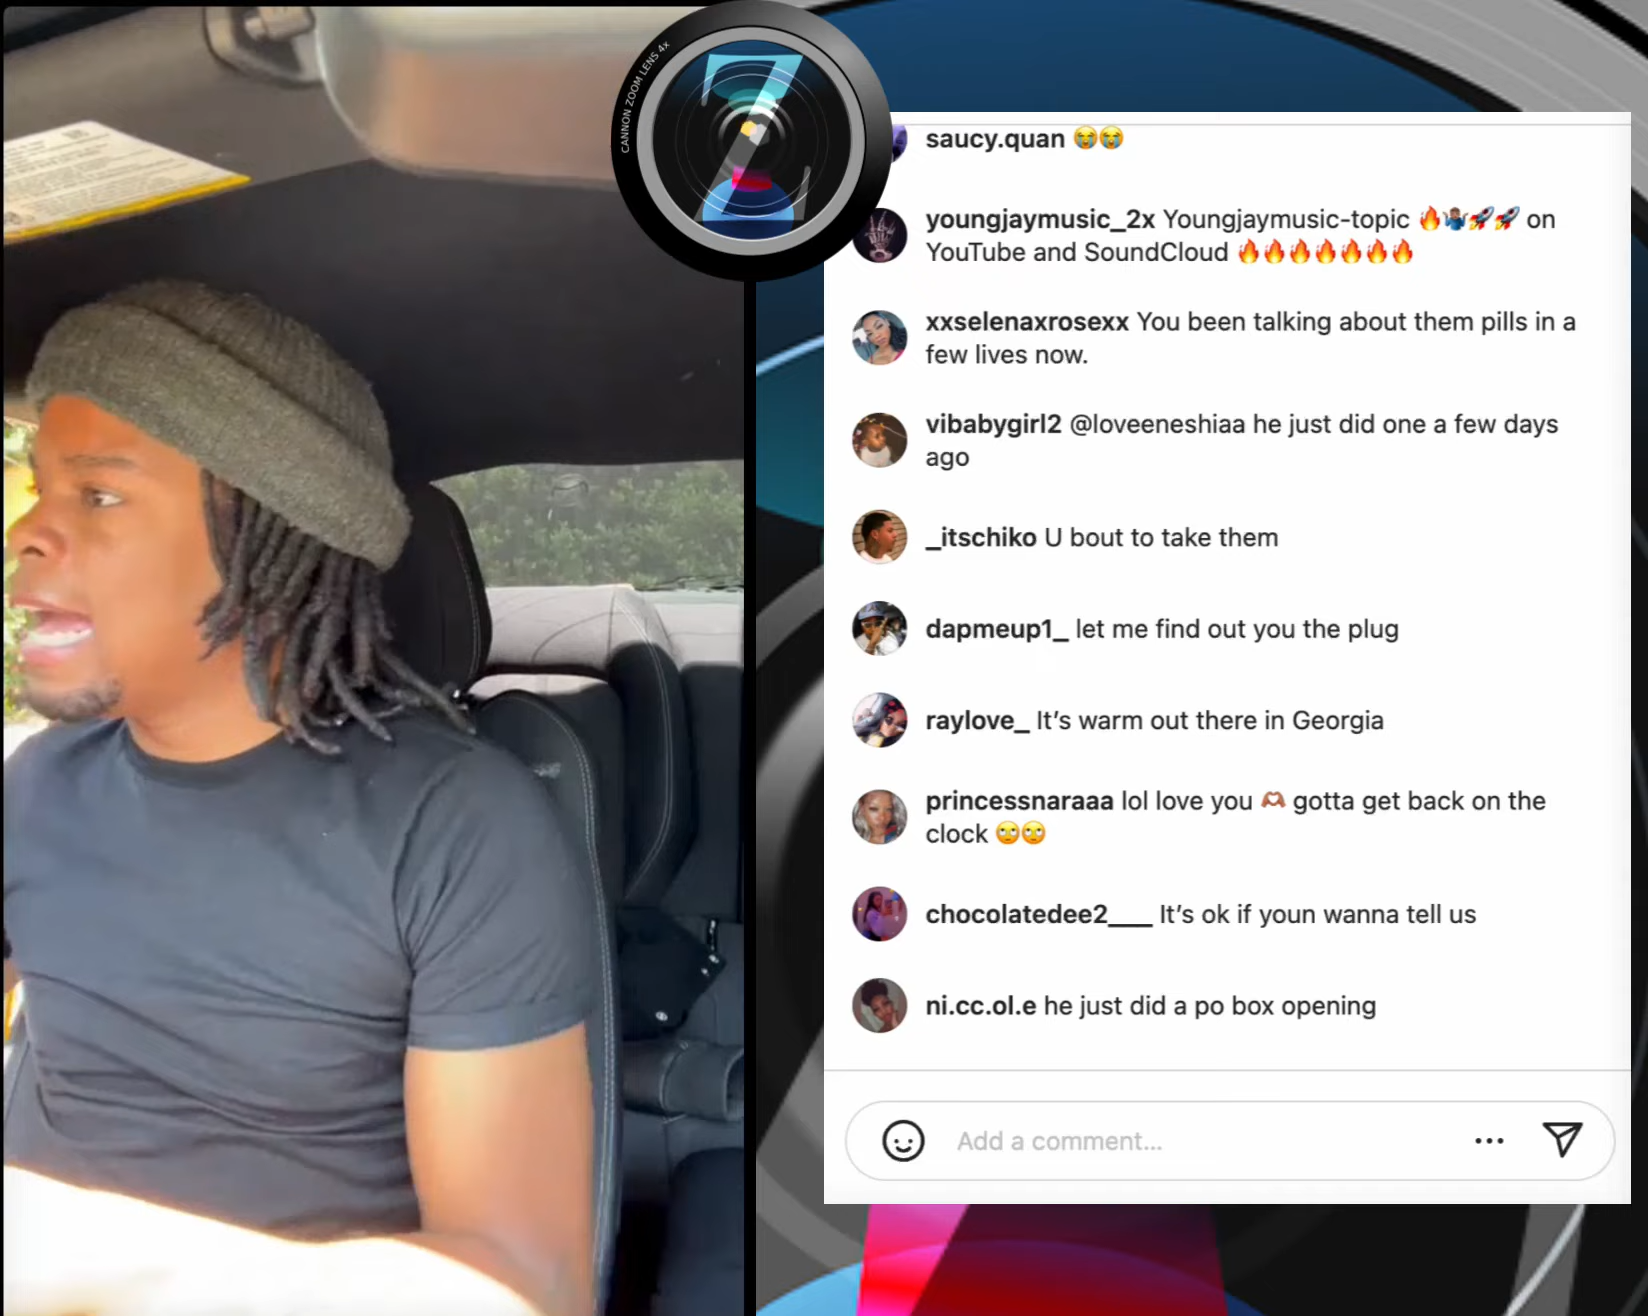 CANNON ZOOM LENS 4x
saucy.quan 😭😭
youngjaymusic_2x Youngjaymusic-topic 🔥🤷🏾‍♂️🚀🚀 on
YouTube and SoundCloud 🔥🔥🔥🔥🔥🔥🔥
xxselenaxrosexx You been talking about them pills in a
few lives now.
vibabygirl2 @loveeneshiaa he just did one a few days
ago
_itschiko U bout to take them
dapmeup1_ let me find out you the plug
raylove_ It’s warm out there in Georgia
princessnaraaa lol love you 🫶🏾 gotta get back on the
clock 🙄🙄
chocolatedee2___ It’s ok if youn wanna tell us
ni.cc.ol.e he just did a po box opening
Add a comment...